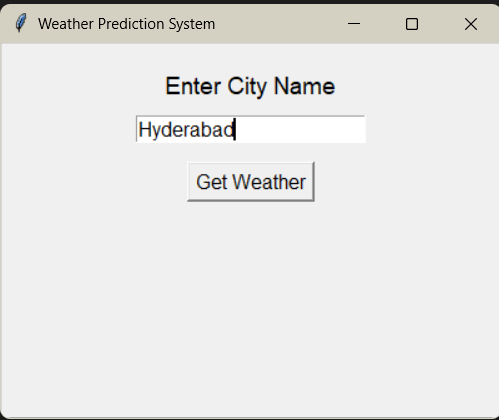 Weather Prediction System
Enter City Name
Hyderabad
Get Weather